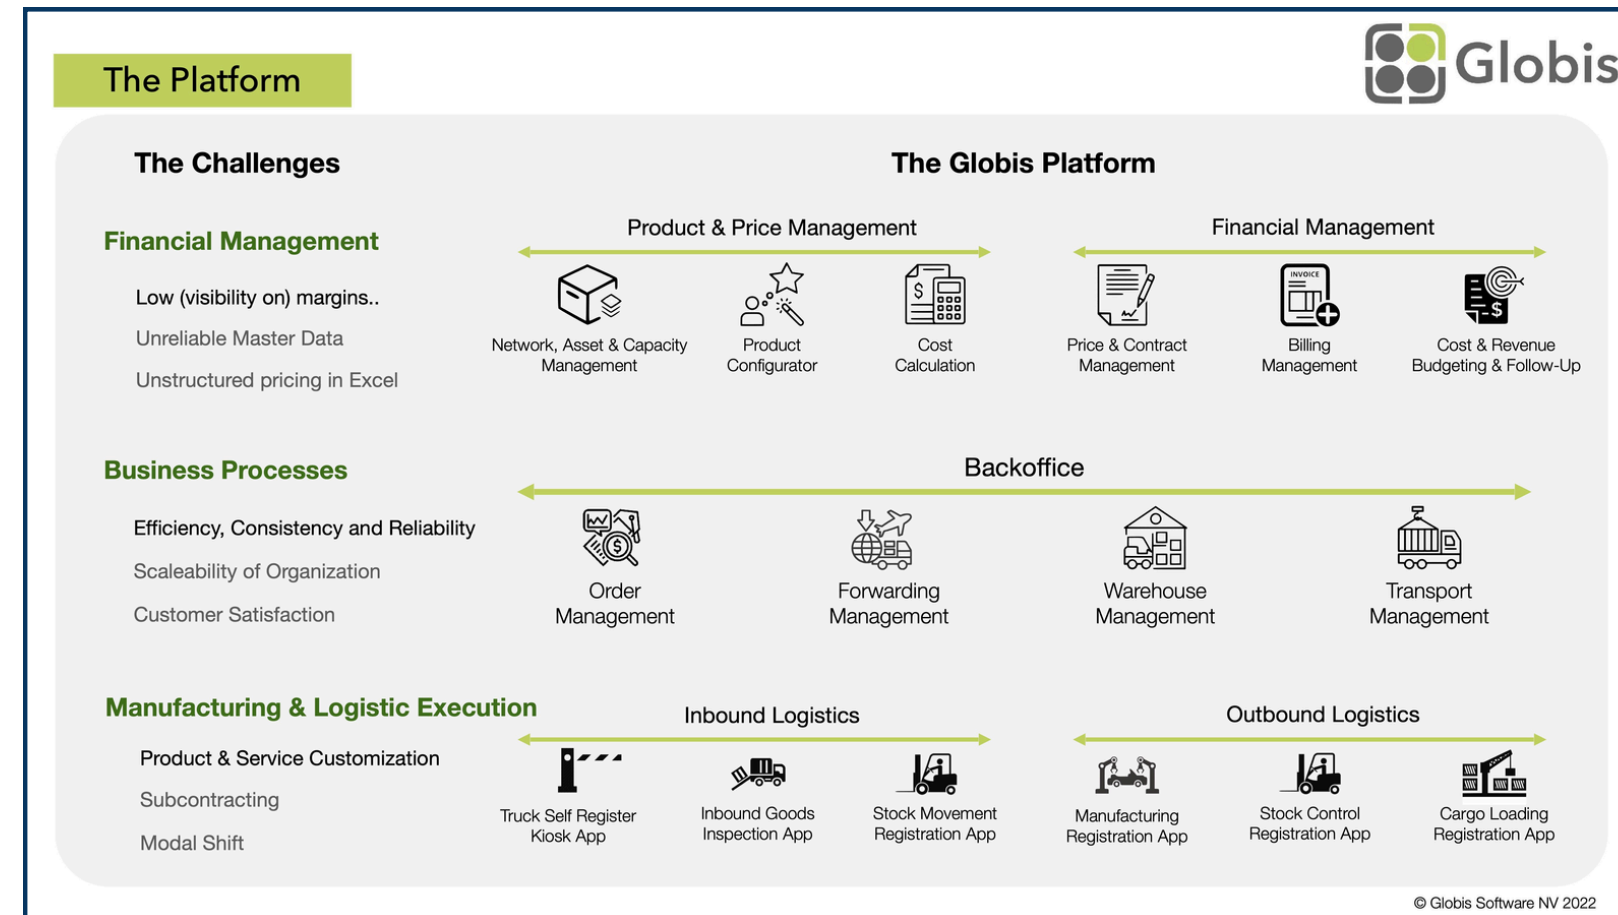 The Platform
Globis
The Challenges
The Globis Platform
Financial Management
Low (visibility on) margins..
Unreliable Master Data
Unstructured pricing in Excel
Product & Price Management
Network, Asset & Capacity
Management
Product
Configurator
Cost
Calculation
Financial Management
Price & Contract
Management
INVOICE
Billing
Management
Cost & Revenue
Budgeting & Follow-Up
Business Processes
Efficiency, Consistency and Reliability
Scaleability of Organization
Customer Satisfaction
Backoffice
Order
Management
Forwarding
Management
Warehouse
Management
Transport
Management
Manufacturing & Logistic Execution
Product & Service Customization
Subcontracting
Modal Shift
Inbound Logistics
Truck Self Register
Kiosk App
Inbound Goods
Inspection App
Stock Movement
Registration App
Outbound Logistics
Manufacturing
Registration App
Stock Control
Registration App
Cargo Loading
Registration App
© Globis Software NV 2022